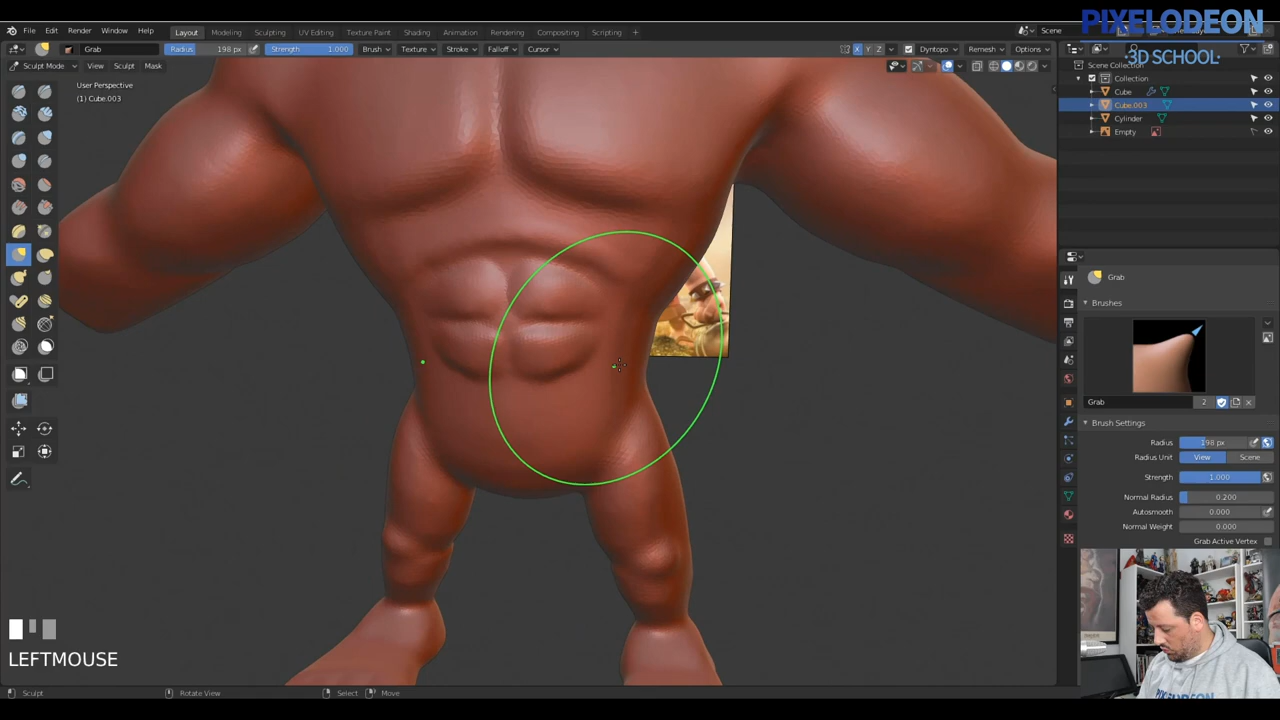 PIXELODEON
·3D SCHOOL·
File Edit Render Window Help Layout Modeling Sculpting UV Editing Texture Paint Shading Animation Rendering Compositing Scripting + Scene
Grab Radius 198 px Strength 1.000 Brush Texture Stroke Falloff Cursor X Y Z Dyntopo Remesh Options
Sculpt Mode View Sculpt Mask
User Perspective
(1) Cube.003
Scene Collection
Collection
Cube
Cube.003
Cylinder
Empty
Grab
Brushes
Grab 2
Brush Settings
Radius 198 px
Radius Unit View Scene
Strength 1.000
Normal Radius 0.200
Autosmooth 0.000
Normal Weight 0.000
Grab Active Vertex
LEFTMOUSE
Sculpt Rotate View Select Move